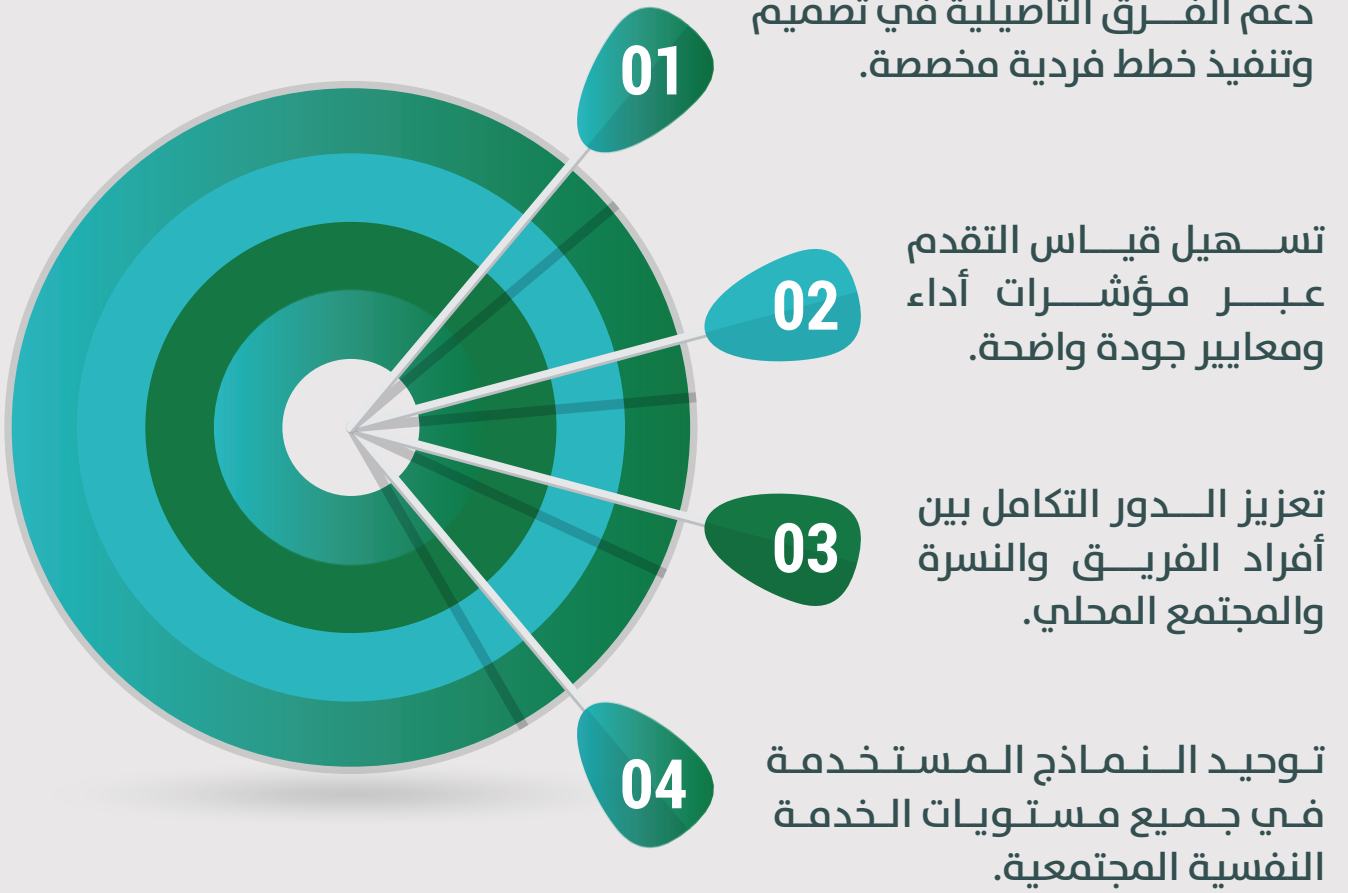 01
دعم الفرق التأصيلية في تصميم
وتنفيذ خطط فردية مخصصة.
02
تسهيل قياس التقدم
عبر مؤشرات أداء
ومعايير جودة واضحة.
03
تعزيز الدور التكامل بين
أفراد الفريق والنسرة
والمجتمع المحلي.
04
توحيد النماذج المستخدمة
في جميع مستويات الخدمة
النفسية المجتمعية.